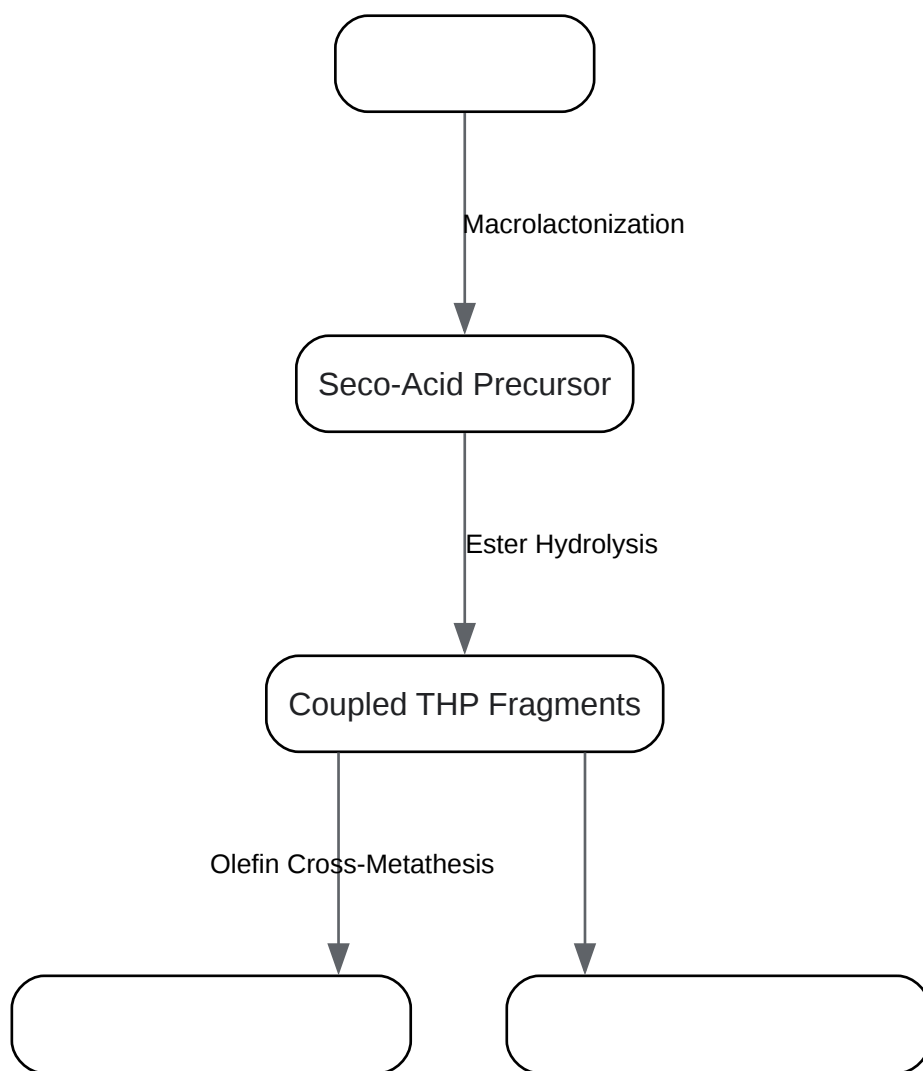 Macrolactonization
Seco-Acid Precursor
Ester Hydrolysis
Coupled THP Fragments
Olefin Cross-Metathesis